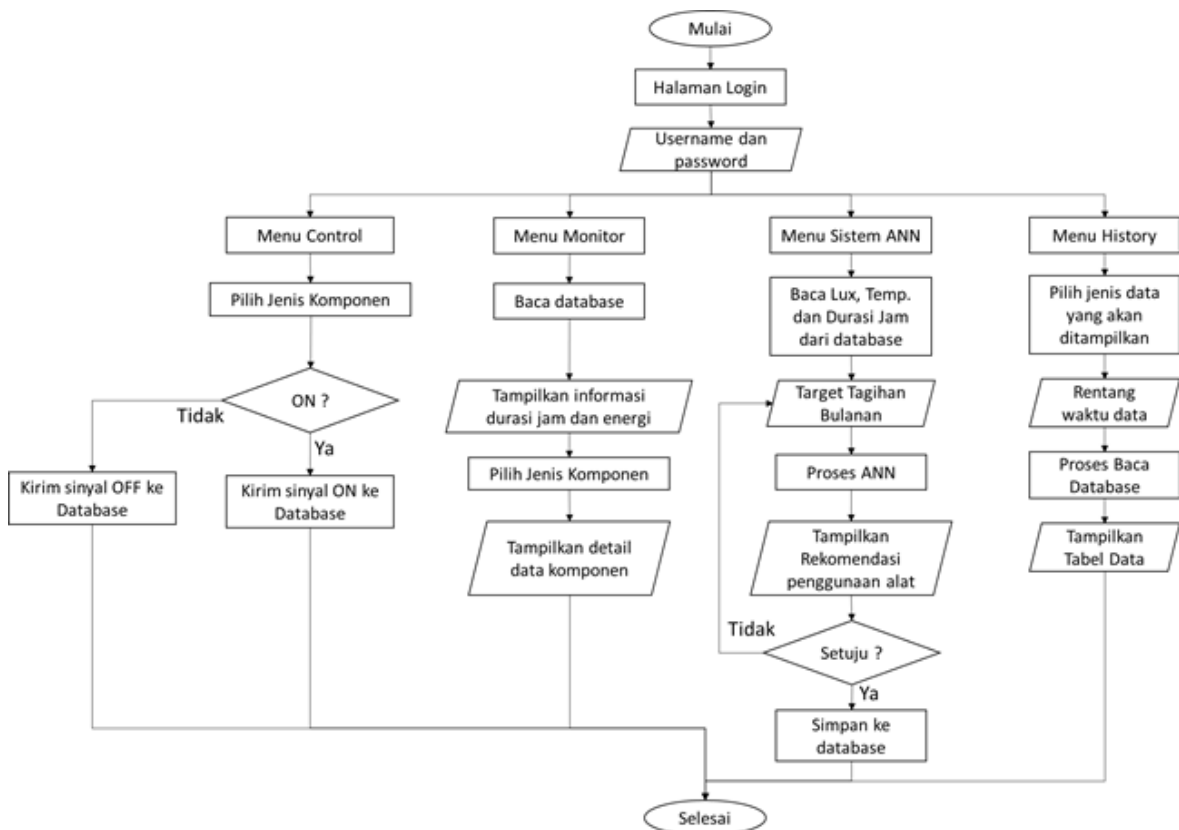 Mulai
Halaman Login
Username dan
password
Menu Control
Pilih Jenis Komponen
ON ?
Tidak
Ya
Kirim sinyal OFF ke
Database
Kirim sinyal ON ke
Database
Menu Monitor
Baca database
Tampilkan informasi
durasi jam dan energi
Pilih Jenis Komponen
Tampilkan detail
data komponen
Menu Sistem ANN
Baca Lux, Temp.
dan Durasi Jam
dari database
Target Tagihan
Bulanan
Proses ANN
Tampilkan
Rekomendasi
penggunaan alat
Tidak
Setuju ?
Ya
Simpan ke
database
Menu History
Pilih jenis data
yang akan
ditampilkan
Rentang
waktu data
Proses Baca
Database
Tampilkan
Tabel Data
Selesai